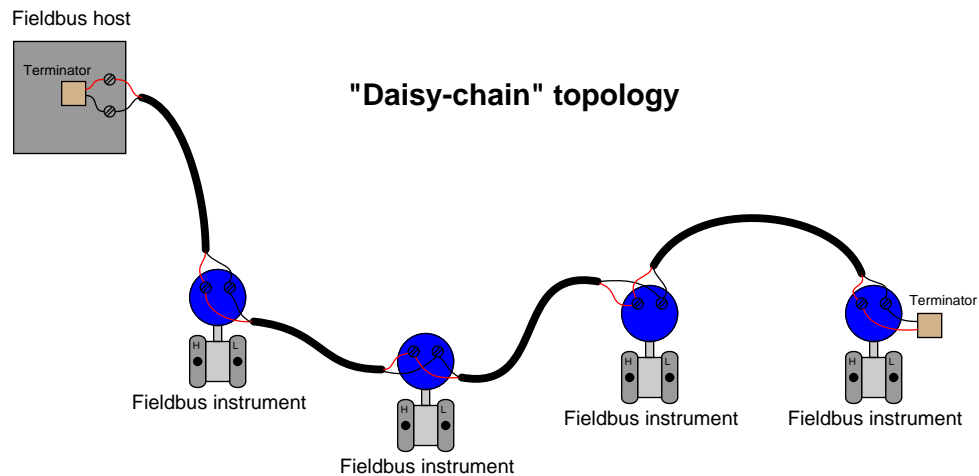 Fieldbus host
Terminator
"Daisy-chain" topology
Terminator
H L
Fieldbus instrument
H L
Fieldbus instrument
H L
Fieldbus instrument
H L
Fieldbus instrument